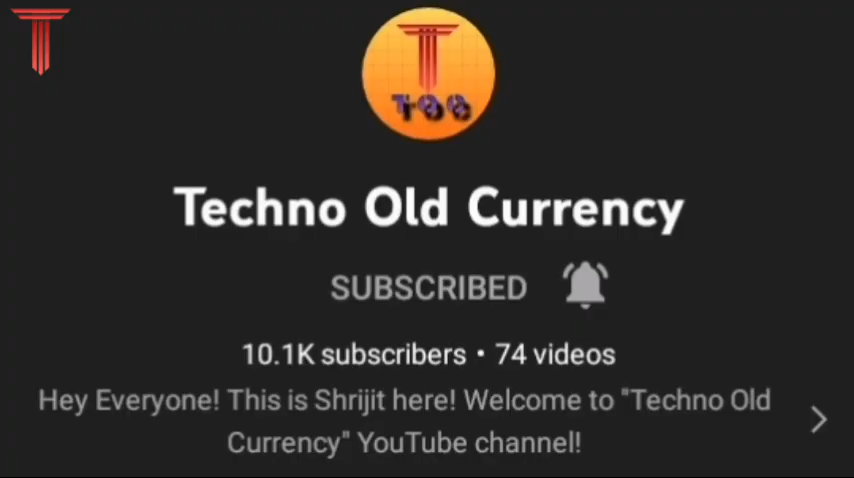 TOC
Techno Old Currency
SUBSCRIBED
10.1K subscribers • 74 videos
Hey Everyone! This is Shrijit here! Welcome to "Techno Old
Currency" YouTube channel!